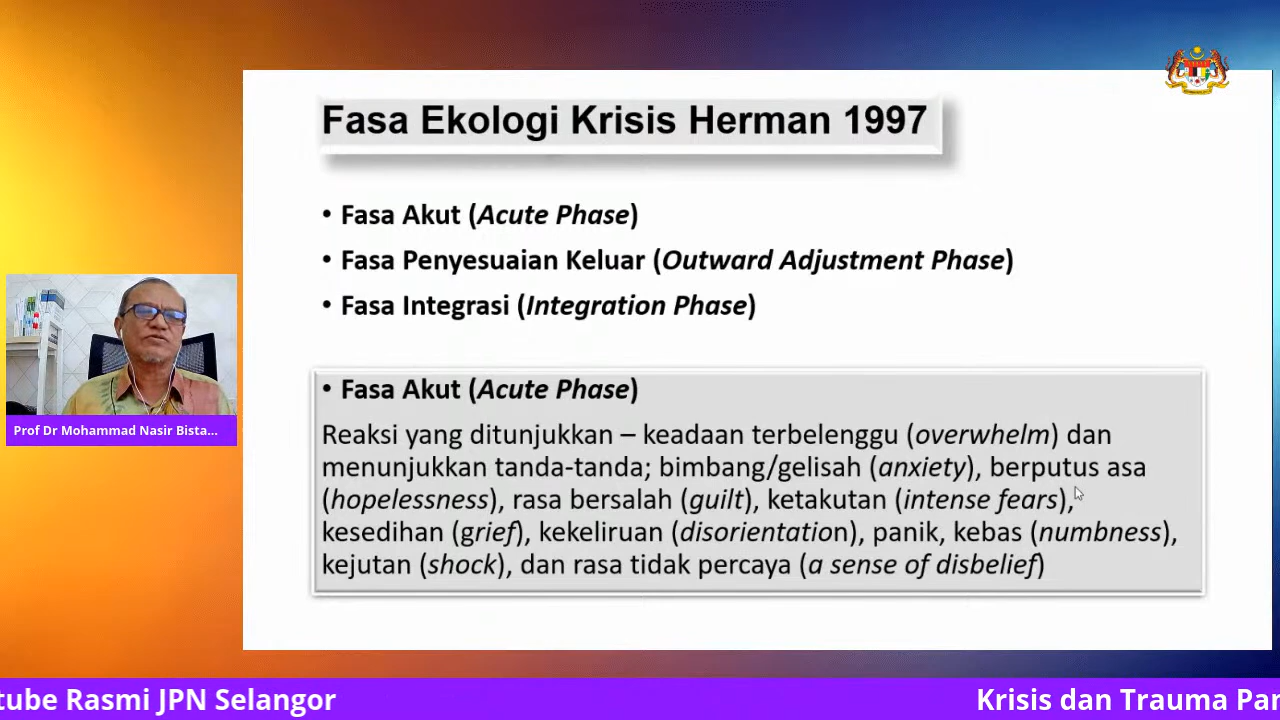 Fasa Ekologi Krisis Herman 1997
• Fasa Akut (Acute Phase)
• Fasa Penyesuaian Keluar (Outward Adjustment Phase)
• Fasa Integrasi (Integration Phase)
• Fasa Akut (Acute Phase)
Reaksi yang ditunjukkan – keadaan terbelenggu (overwhelm) dan
menunjukkan tanda-tanda; bimbang/gelisah (anxiety), berputus asa
(hopelessness), rasa bersalah (guilt), ketakutan (intense fears),
kesedihan (grief), kekeliruan (disorientation), panik, kebas (numbness),
kejutan (shock), dan rasa tidak percaya (a sense of disbelief)
Prof Dr Mohammad Nasir Bista...
tube Rasmi JPN Selangor
Krisis dan Trauma Par